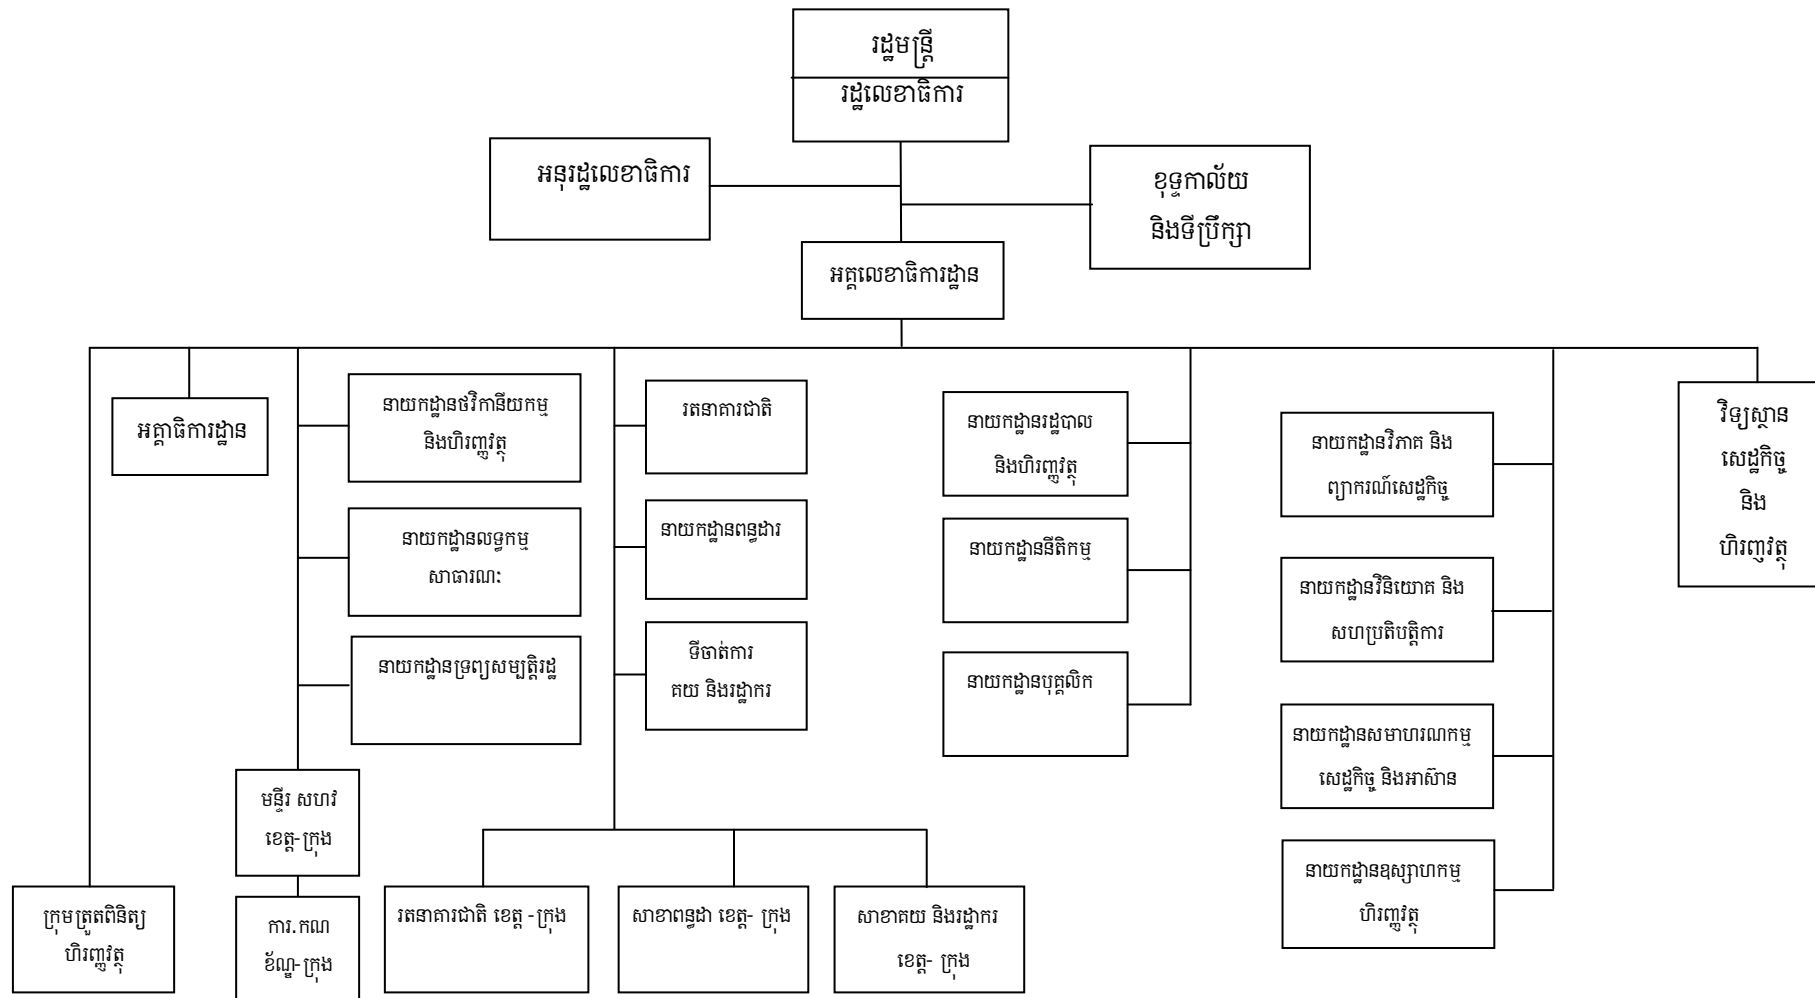 រដ្ឋមន្ត្រី
រដ្ឋលេខាធិការ
អនុរដ្ឋលេខាធិការ
ខុទ្ទកាល័យ
និងទីប្រឹក្សា
អគ្គលេខាធិការដ្ឋាន
អគ្គាធិការដ្ឋាន
នាយកដ្ឋានថវិកានីយកម្ម
និងហិរញ្ញវត្ថុ
នាយកដ្ឋានលទ្ធកម្ម
សាធារណៈ
នាយកដ្ឋានទ្រព្យសម្បត្តិរដ្ឋ
រតនាគារជាតិ
នាយកដ្ឋានពន្ធដារ
ទីចាត់ការ
គយ និងរដ្ឋាករ
នាយកដ្ឋានរដ្ឋបាល
និងហិរញ្ញវត្ថុ
នាយកដ្ឋាននីតិកម្ម
នាយកដ្ឋានបុគ្គលិក
នាយកដ្ឋានវិភាគ និង
ព្យាករណ៍សេដ្ឋកិច្ច
នាយកដ្ឋានវិនិយោគ និង
សហប្រតិបត្តិការ
នាយកដ្ឋានសមាហរណកម្ម
សេដ្ឋកិច្ច និងអាស៊ាន
នាយកដ្ឋានឧស្សាហកម្ម
ហិរញ្ញវត្ថុ
វិទ្យស្ថាន
សេដ្ឋកិច្ច
និង
ហិរញវត្ថុ
មន្ទីរ សហវ
ខេត្ត-ក្រុង
ក្រុមត្រួតពិនិត្យ
ហិរញ្ញវត្ថុ
ការ.កណ
ខ័ណ្ឌ-ក្រុង
រតនាគារជាតិ ខេត្ត -ក្រុង
សាខាពន្ធដា ខេត្ត- ក្រុង
សាខាគយ និងរដ្ឋាករ
ខេត្ត- ក្រុង